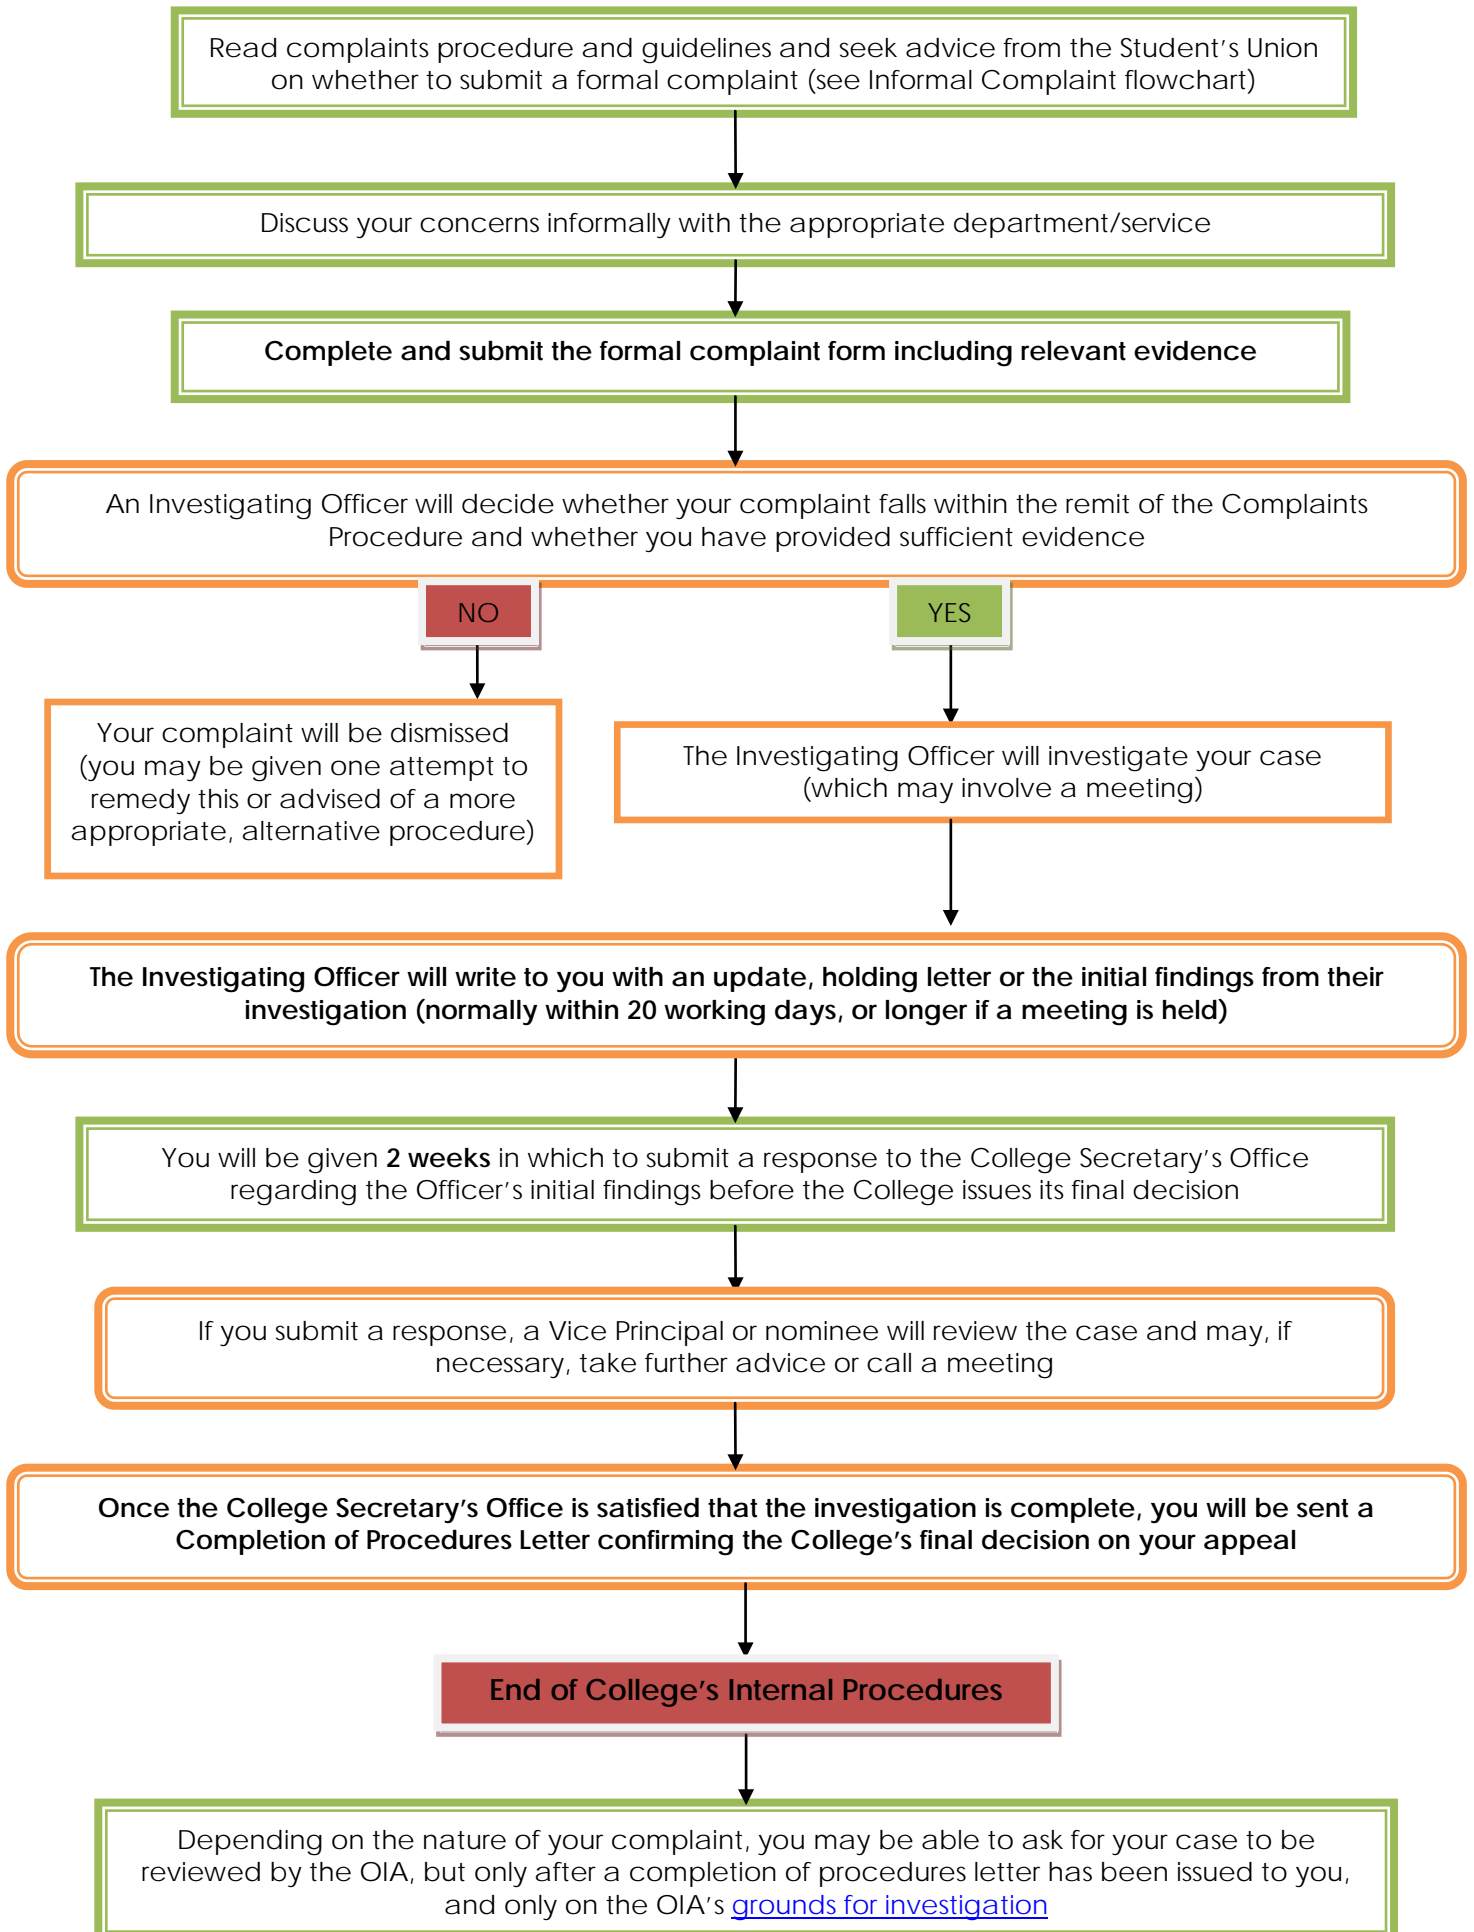 Read complaints procedure and guidelines and seek advice from the Student’s Union
on whether to submit a formal complaint (see Informal Complaint flowchart)
Discuss your concerns informally with the appropriate department/service
Complete and submit the formal complaint form including relevant evidence
An Investigating Officer will decide whether your complaint falls within the remit of the Complaints
Procedure and whether you have provided sufficient evidence
NO
YES
Your complaint will be dismissed
(you may be given one attempt to
remedy this or advised of a more
appropriate, alternative procedure)
The Investigating Officer will investigate your case
(which may involve a meeting)
The Investigating Officer will write to you with an update, holding letter or the initial findings from their
investigation (normally within 20 working days, or longer if a meeting is held)
You will be given 2 weeks in which to submit a response to the College Secretary’s Office
regarding the Officer’s initial findings before the College issues its final decision
If you submit a response, a Vice Principal or nominee will review the case and may, if
necessary, take further advice or call a meeting
Once the College Secretary’s Office is satisfied that the investigation is complete, you will be sent a
Completion of Procedures Letter confirming the College’s final decision on your appeal
End of College’s Internal Procedures
Depending on the nature of your complaint, you may be able to ask for your case to be
reviewed by the OIA, but only after a completion of procedures letter has been issued to you,
and only on the OIA’s grounds for investigation